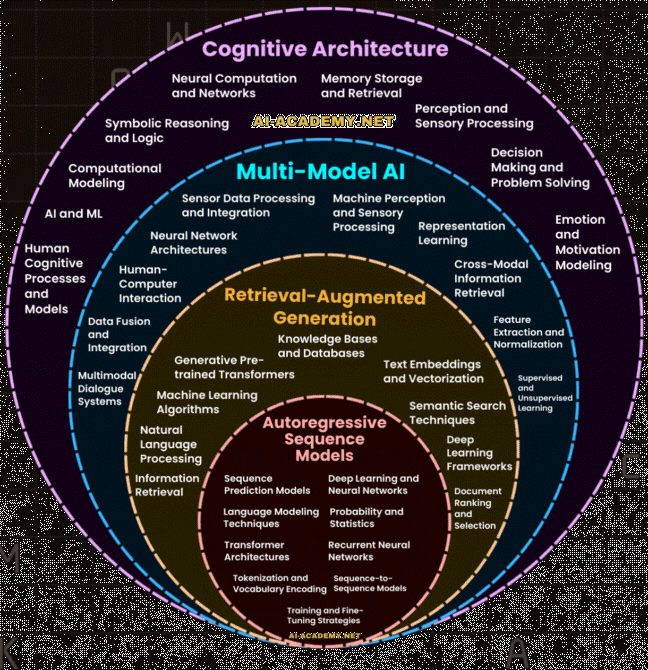 Cognitive Architecture
Neural Computation
and Networks
Memory Storage
and Retrieval
AI-ACADEMY.NET
Perception and
Sensory Processing
Symbolic Reasoning
and Logic
Decision
Making and
Problem Solving
Computational
Modeling
AI and ML
Emotion
and
Motivation
Modeling
Human
Cognitive
Processes
and
Models
Multi-Model AI
Sensor Data Processing
and Integration
Machine Perception
and Sensory
Processing
Representation
Learning
Neural Network
Architectures
Cross-Modal
Information
Retrieval
Human-
Computer
Interaction
Feature
Extraction and
Normalization
Data Fusion
and
Integration
Supervised
and
Unsupervised
Learning
Multimodal
Dialogue
Systems
Retrieval-Augmented
Generation
Knowledge Bases
and Databases
Generative Pre-
trained Transformers
Text Embeddings
and Vectorization
Machine Learning
Algorithms
Semantic Search
Techniques
Natural
Language
Processing
Deep
Learning
Frameworks
Information
Retrieval
Document
Ranking
and
Selection
Autoregressive
Sequence
Models
Sequence
Prediction Models
Deep Learning and
Neural Networks
Language Modeling
Techniques
Probability and
Statistics
Transformer
Architectures
Recurrent Neural
Networks
Tokenization and
Vocabulary Encoding
Sequence-to-
Sequence Models
Training and Fine-
Tuning Strategies
AI-ACADEMY.NET